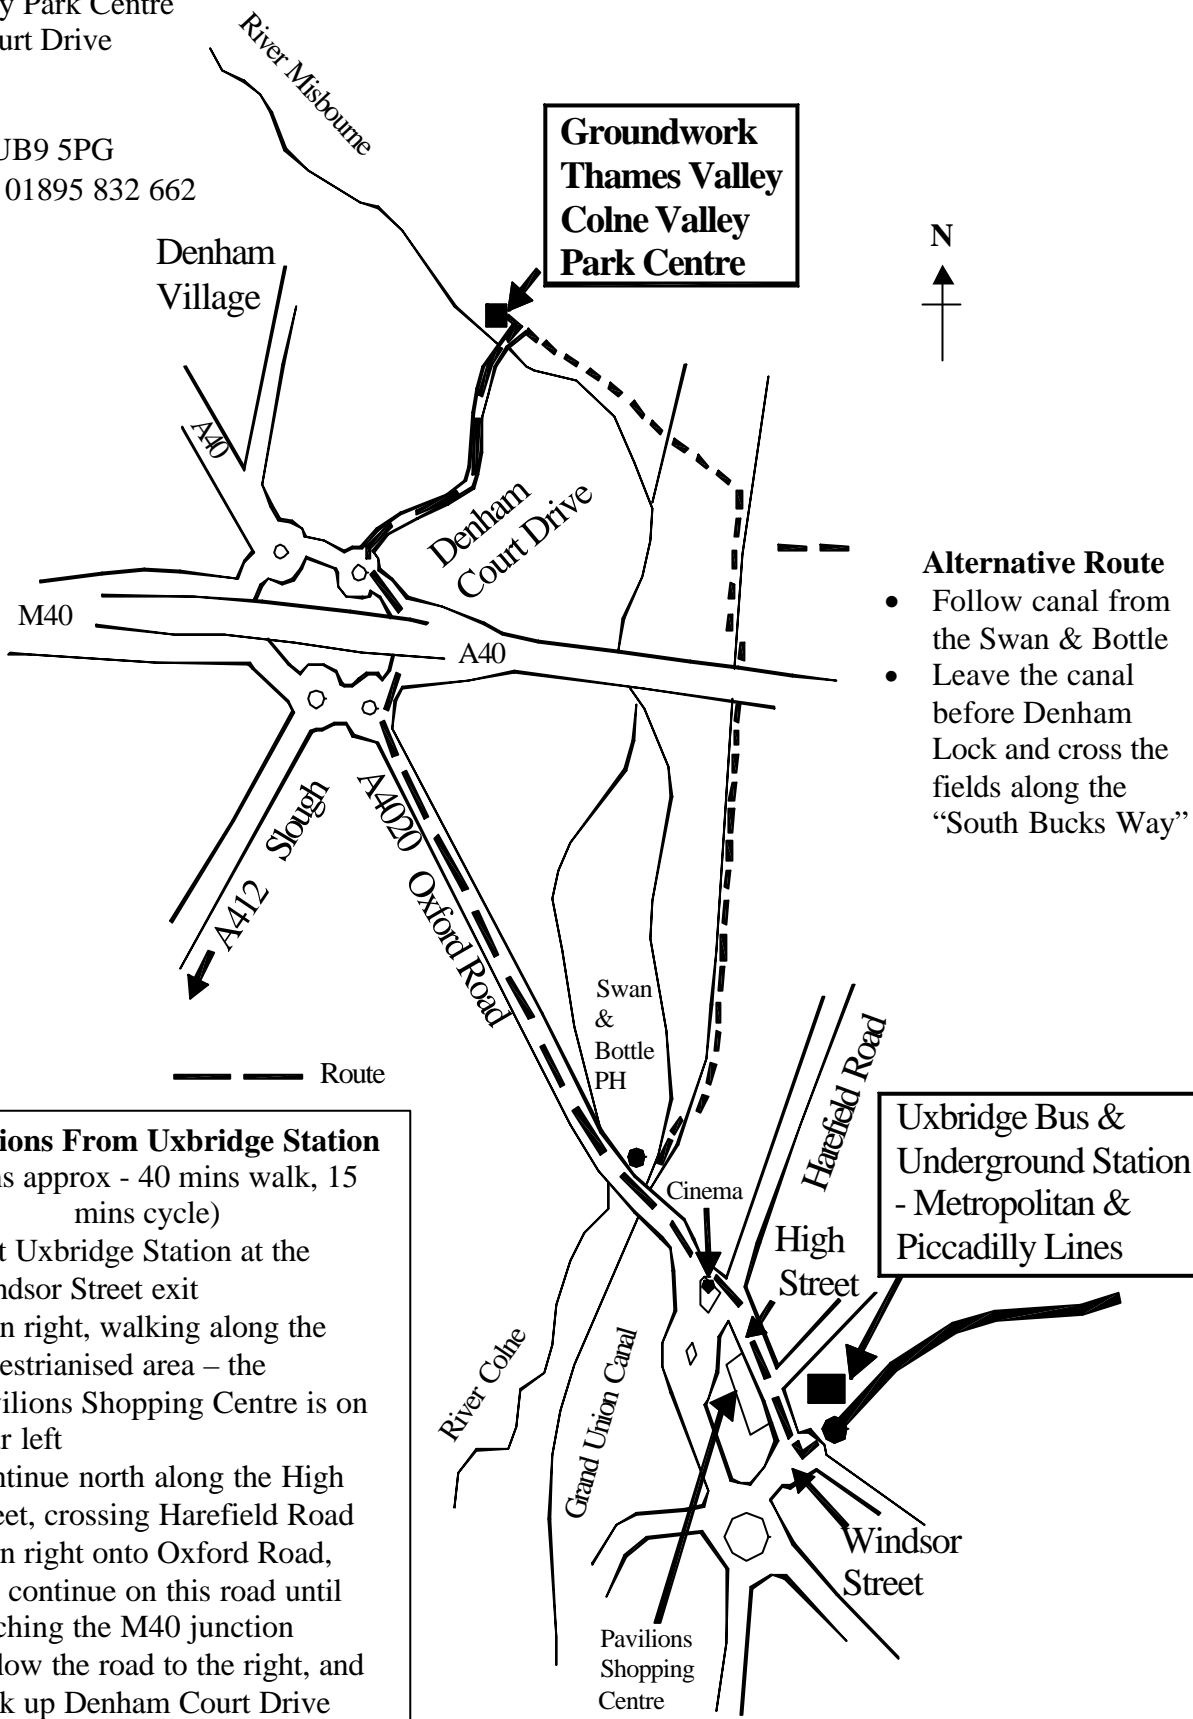 y Park Centre
urt Drive
UB9 5PG
01895 832 662
River Misbourne
Groundwork
Thames Valley
Colne Valley
Park Centre
N
Denham
Village
A40
Denham
Court Drive
M40
A40
Alternative Route
• Follow canal from
the Swan & Bottle
• Leave the canal
before Denham
Lock and cross the
fields along the
“South Bucks Way”
A412 Slough
A4020 Oxford Road
Swan
&
Bottle
PH
Harefield Road
Route
Uxbridge Bus &
Underground Station
- Metropolitan &
Piccadilly Lines
Cinema
High
Street
River Colne
Grand Union Canal
Windsor
Street
Pavilions
Shopping
Centre
ions From Uxbridge Station
s approx - 40 mins walk, 15
mins cycle)
t Uxbridge Station at the
ndsor Street exit
n right, walking along the
estrianised area – the
vilions Shopping Centre is on
r left
ntinue north along the High
eet, crossing Harefield Road
n right onto Oxford Road,
continue on this road until
ching the M40 junction
low the road to the right, and
k up Denham Court Drive